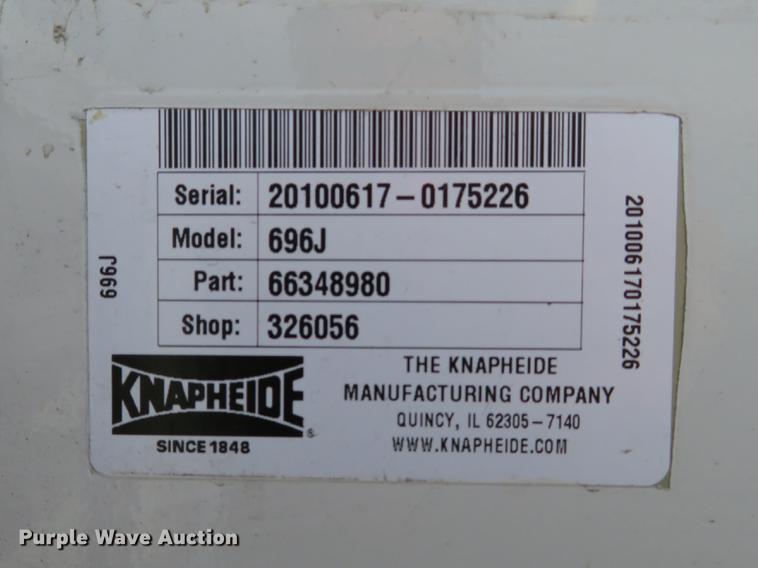 Serial: 20100617-0175226
Model: 696J
Part: 66348980
Shop: 326056
696J
201006170175226
KNAPHEIDE®
SINCE 1848
THE KNAPHEIDE
MANUFACTURING COMPANY
QUINCY, IL 62305-7140
WWW.KNAPHEIDE.COM
Purple Wave Auction